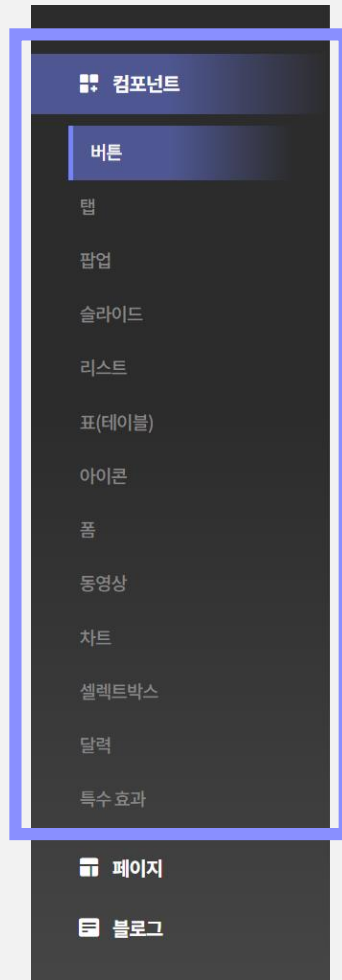 컴포넌트
버튼
탭
팝업
슬라이드
리스트
표(테이블)
아이콘
폼
동영상
차트
셀렉트박스
달력
특수 효과
페이지
블로그